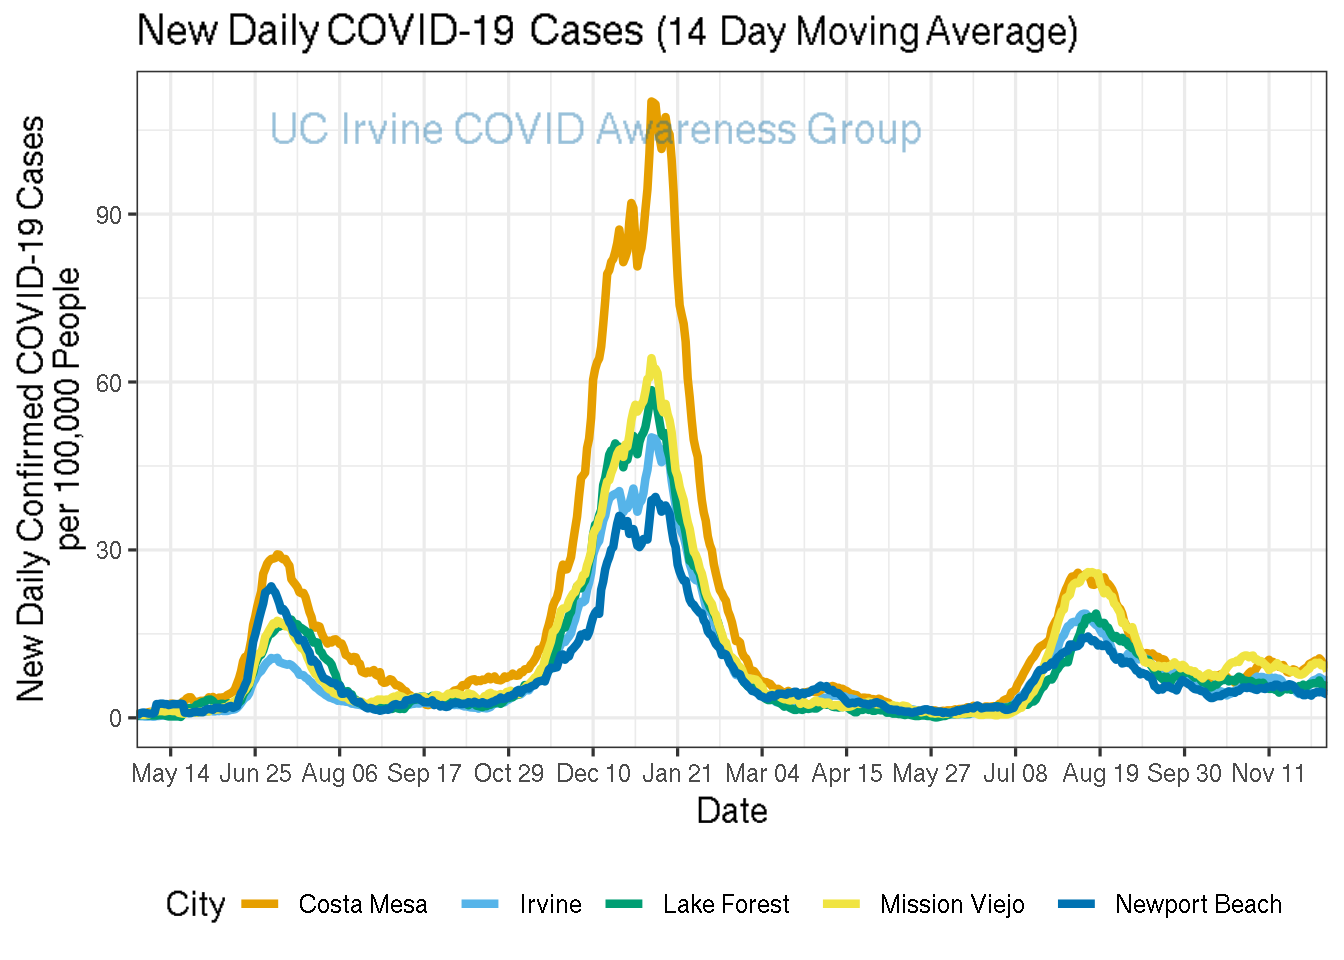 New Daily COVID-19 Cases (14 Day Moving Average)
UC Irvine COVID Awareness Group
New Daily Confirmed COVID-19 Cases
per 100,000 People
90
60
30
0
May 14 Jun 25 Aug 06 Sep 17 Oct 29 Dec 10 Jan 21 Mar 04 Apr 15 May 27 Jul 08 Aug 19 Sep 30 Nov 11
Date
City Costa Mesa Irvine Lake Forest Mission Viejo Newport Beach